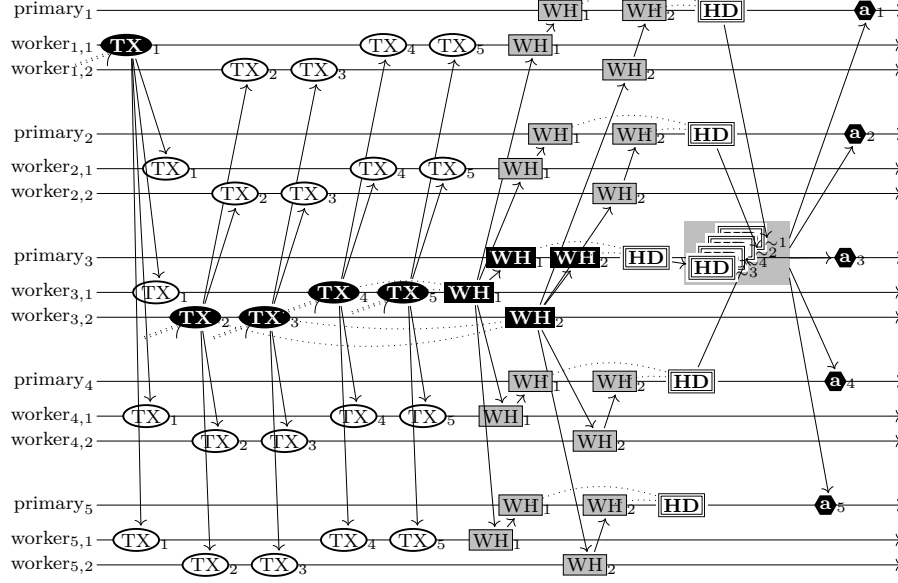 primary1 WH1 WH2 HD a1
worker1,1 TX1 TX4 TX5 WH1
worker1,2 TX2 TX3 WH2
primary2 WH1 WH2 HD a2
worker2,1 TX1 TX4 TX5 WH1
worker2,2 TX2 TX3 WH2
~1
~2
primary3 WH1 WH2 HD ~4 a3
HD ~3
worker3,1 TX1 TX4 TX5 WH1
worker3,2 TX2 TX3 WH2
primary4 WH1 WH2 HD a4
worker4,1 TX1 TX4 TX5 WH1
worker4,2 TX2 TX3 WH2
primary5 WH1 WH2 HD a5
worker5,1 TX1 TX4 TX5 WH1
worker5,2 TX2 TX3 WH2